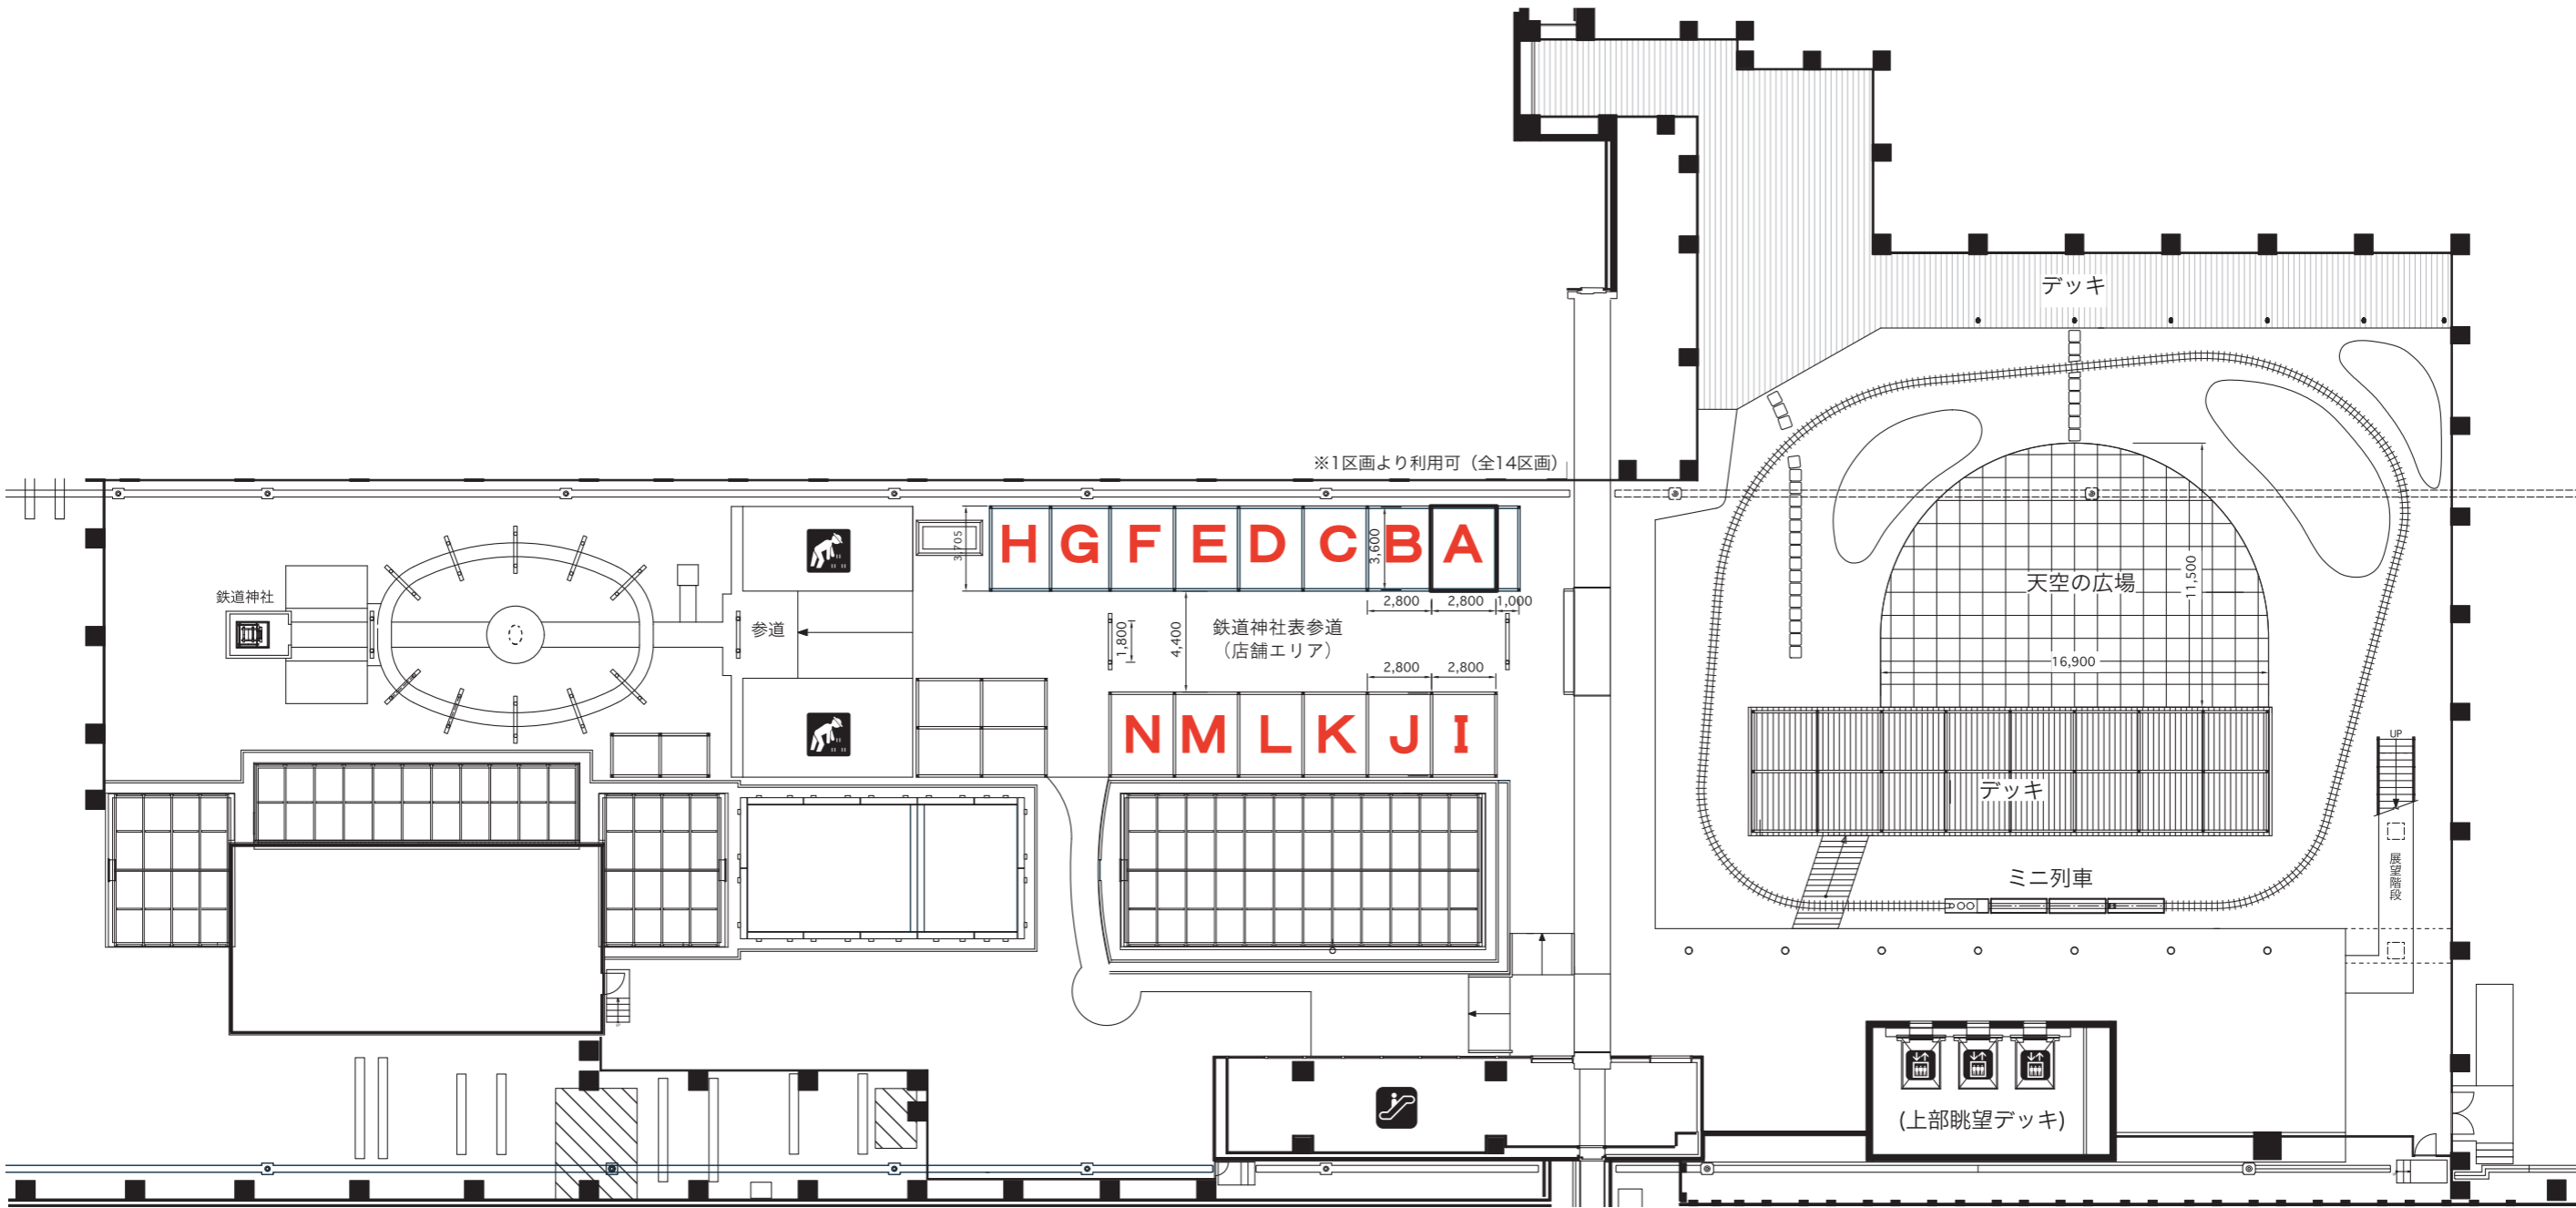 デッキ
※1区画より利用可（全14区画）
H G F E D C B A
3,705
3,600
11,500
天空の広場
鉄道神社
参道
2,800 2,800 1,000
1,800
4,400
鉄道神社表参道
（店舗エリア）
16,900
2,800 2,800
N M L K J I
UP
デッキ
展望階段
ミニ列車
(上部眺望デッキ)